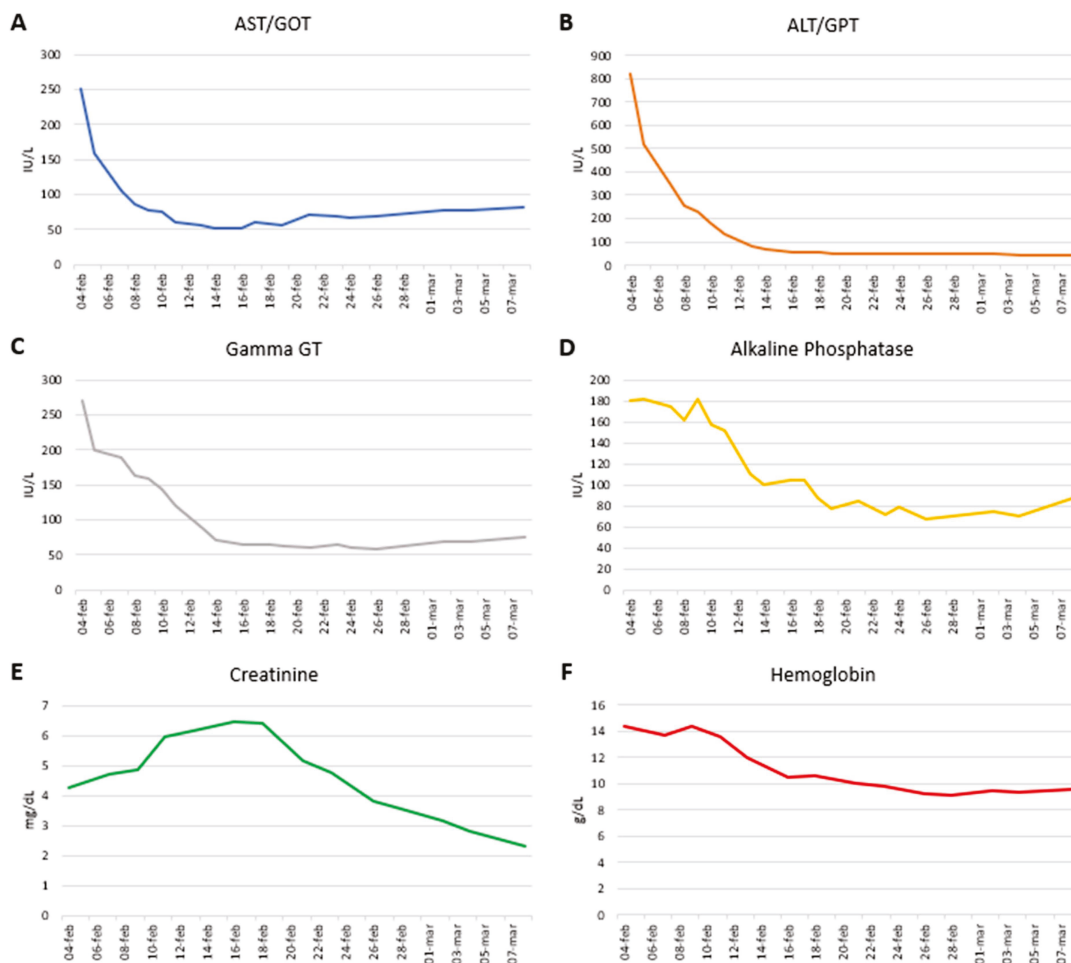 A
AST/GOT
300
250
200
150
100
50
0
IU/L
04-feb
06-feb
08-feb
10-feb
12-feb
14-feb
16-feb
18-feb
20-feb
22-feb
24-feb
26-feb
28-feb
01-mar
03-mar
05-mar
07-mar
B
ALT/GPT
900
800
700
600
500
400
300
200
100
0
IU/L
04-feb
06-feb
08-feb
10-feb
12-feb
14-feb
16-feb
18-feb
20-feb
22-feb
24-feb
26-feb
28-feb
01-mar
03-mar
05-mar
07-mar
C
Gamma GT
300
250
200
150
100
50
0
IU/L
04-feb
06-feb
08-feb
10-feb
12-feb
14-feb
16-feb
18-feb
20-feb
22-feb
24-feb
26-feb
28-feb
01-mar
03-mar
05-mar
07-mar
D
Alkaline Phosphatase
200
180
160
140
120
100
80
60
40
20
0
IU/L
04-feb
06-feb
08-feb
10-feb
12-feb
14-feb
16-feb
18-feb
20-feb
22-feb
24-feb
26-feb
28-feb
01-mar
03-mar
05-mar
07-mar
E
Creatinine
7
6
5
4
3
2
1
0
mg/dL
04-feb
06-feb
08-feb
10-feb
12-feb
14-feb
16-feb
18-feb
20-feb
22-feb
24-feb
26-feb
28-feb
01-mar
03-mar
05-mar
07-mar
F
Hemoglobin
16
14
12
10
8
6
4
2
0
g/dL
04-feb
06-feb
08-feb
10-feb
12-feb
14-feb
16-feb
18-feb
20-feb
22-feb
24-feb
26-feb
28-feb
01-mar
03-mar
05-mar
07-mar